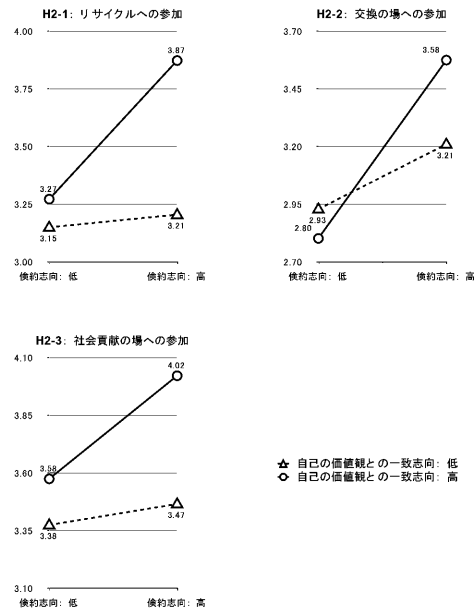 H2-1: リサイクルへの参加
4.00
3.87
3.75
3.50
3.27
3.25
3.15
3.21
3.00
倹約志向: 低
倹約志向: 高
H2-2: 交換の場への参加
3.70
3.58
3.45
3.20
3.21
2.95
2.93
2.80
2.70
倹約志向: 低
倹約志向: 高
H2-3: 社会貢献の場への参加
4.10
4.02
3.85
3.60
3.58
3.47
3.35
3.38
3.10
倹約志向: 低
倹約志向: 高
自己の価値観との一致志向: 低
自己の価値観との一致志向: 高